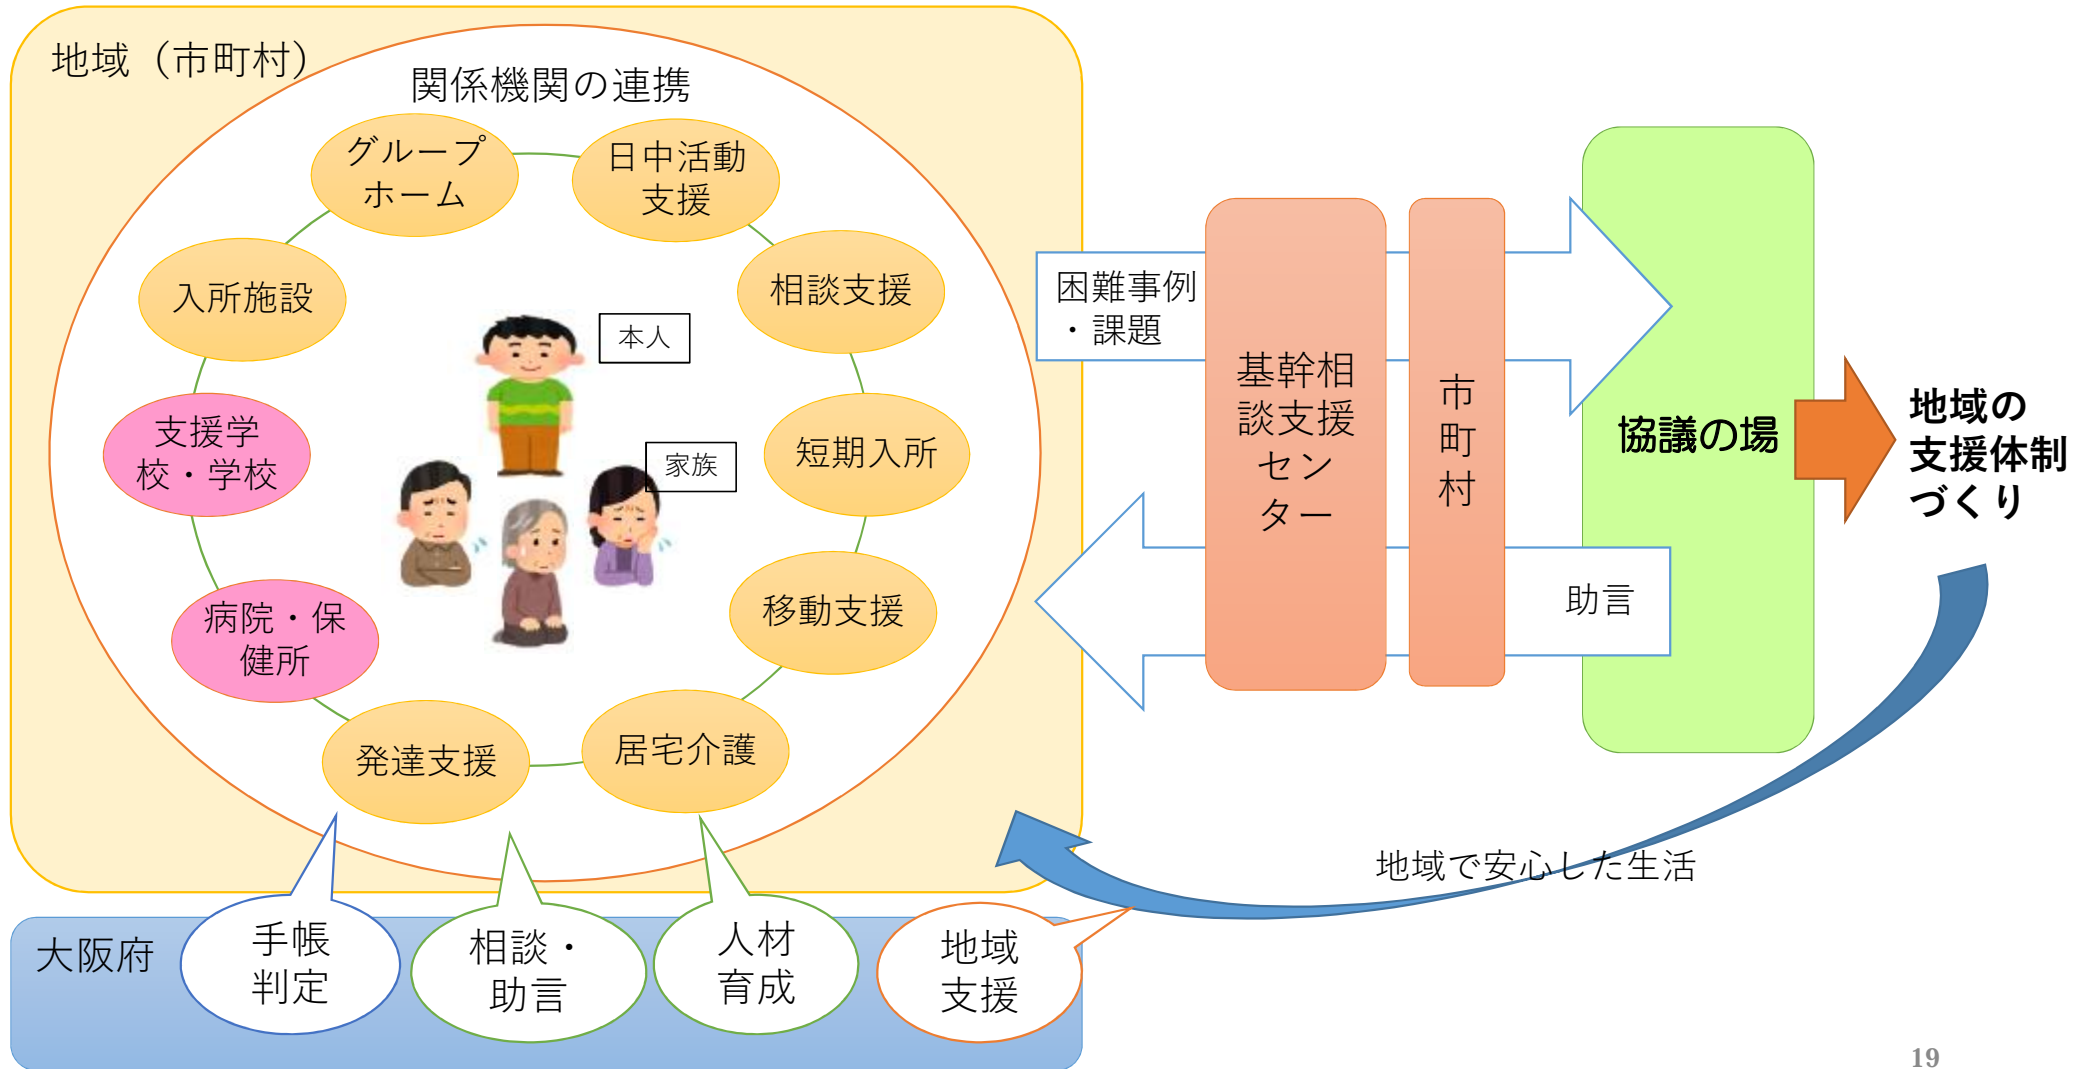 地域（市町村）
関係機関の連携
グループ
ホーム
日中活動
支援
入所施設
相談支援
本人
支援学
校・学校
家族
短期入所
病院・保
健所
移動支援
発達支援
居宅介護
困難事例
・課題
基幹相
談支援
セン
ター
市
町
村
協議の場
助言
地域の
支援体制
づくり
地域で安心した生活
大阪府
手帳
判定
相談・
助言
人材
育成
地域
支援
19